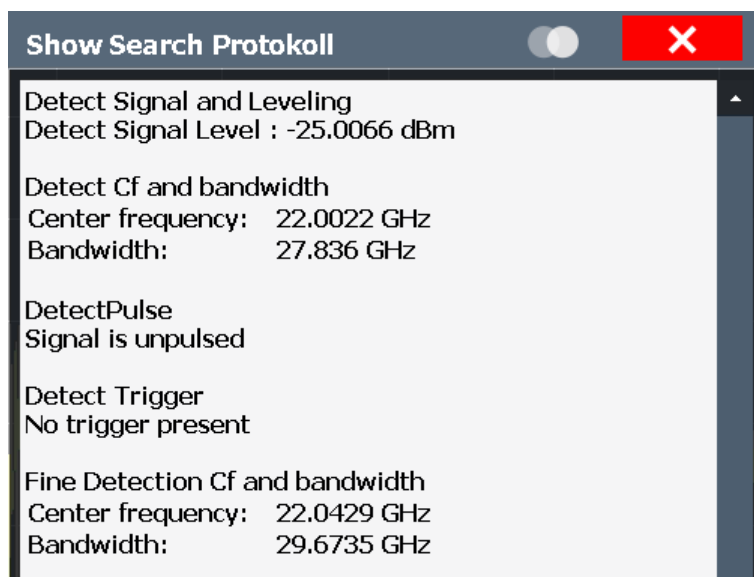 Show Search Protokoll
Detect Signal and Leveling
Detect Signal Level : -25.0066 dBm
Detect Cf and bandwidth
Center frequency: 22.0022 GHz
Bandwidth: 27.836 GHz
DetectPulse
Signal is unpulsed
Detect Trigger
No trigger present
Fine Detection Cf and bandwidth
Center frequency: 22.0429 GHz
Bandwidth: 29.6735 GHz